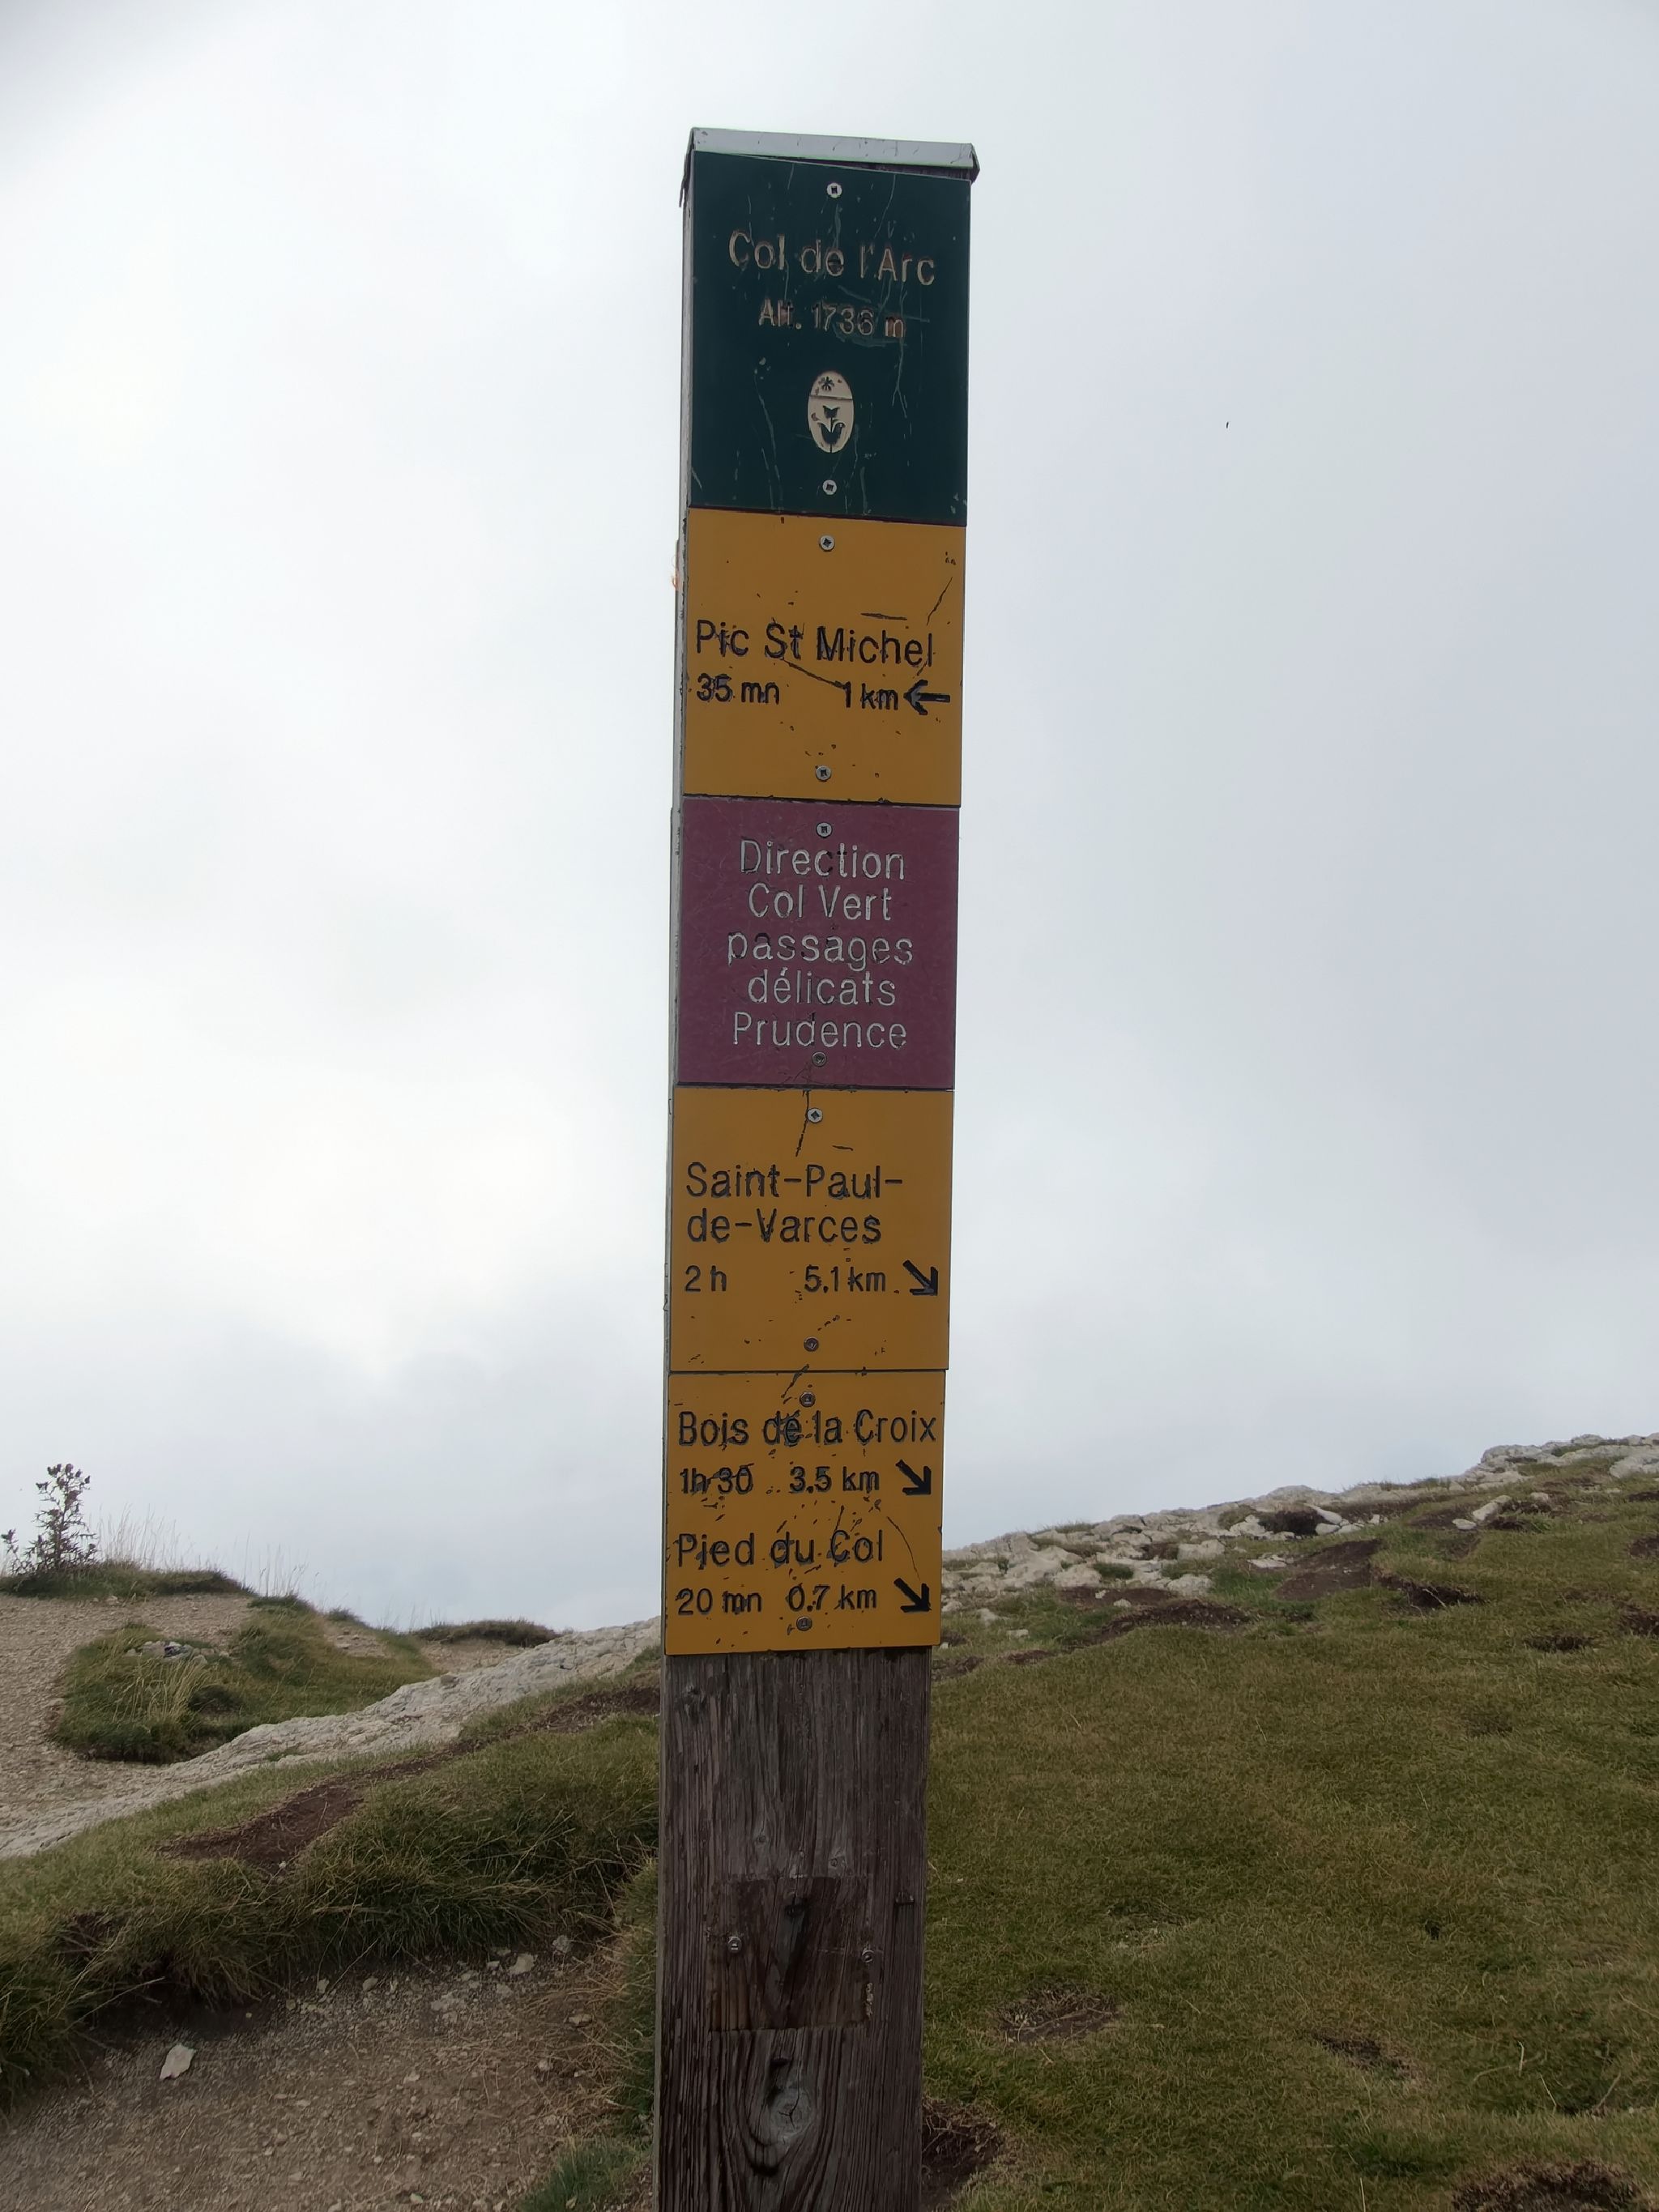 Col de l'Arc
Alt. 1736 m
Pic St Michel
35 mn 1 km
Direction
Col Vert
passages
délicats
Prudence
Saint-Paul-
de-Varces
2 h 5,1 km
Bois de la Croix
1h 30 3.5 km
Pied du Col
20 mn 0.7 km